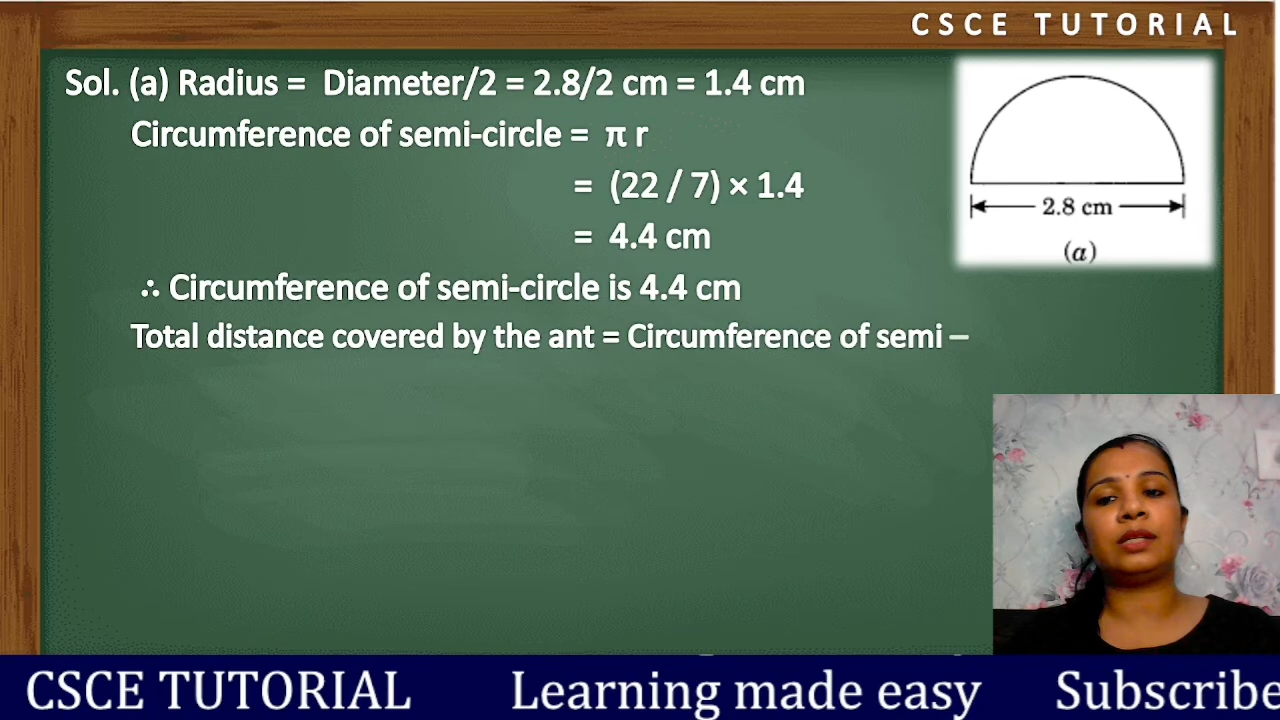 CSCE TUTORIAL
Sol. (a) Radius = Diameter/2 = 2.8/2 cm = 1.4 cm
Circumference of semi-circle = π r
= (22 / 7) × 1.4
= 4.4 cm
∴ Circumference of semi-circle is 4.4 cm
Total distance covered by the ant = Circumference of semi –
2.8 cm
(a)
CSCE TUTORIAL Learning made easy Subscribe